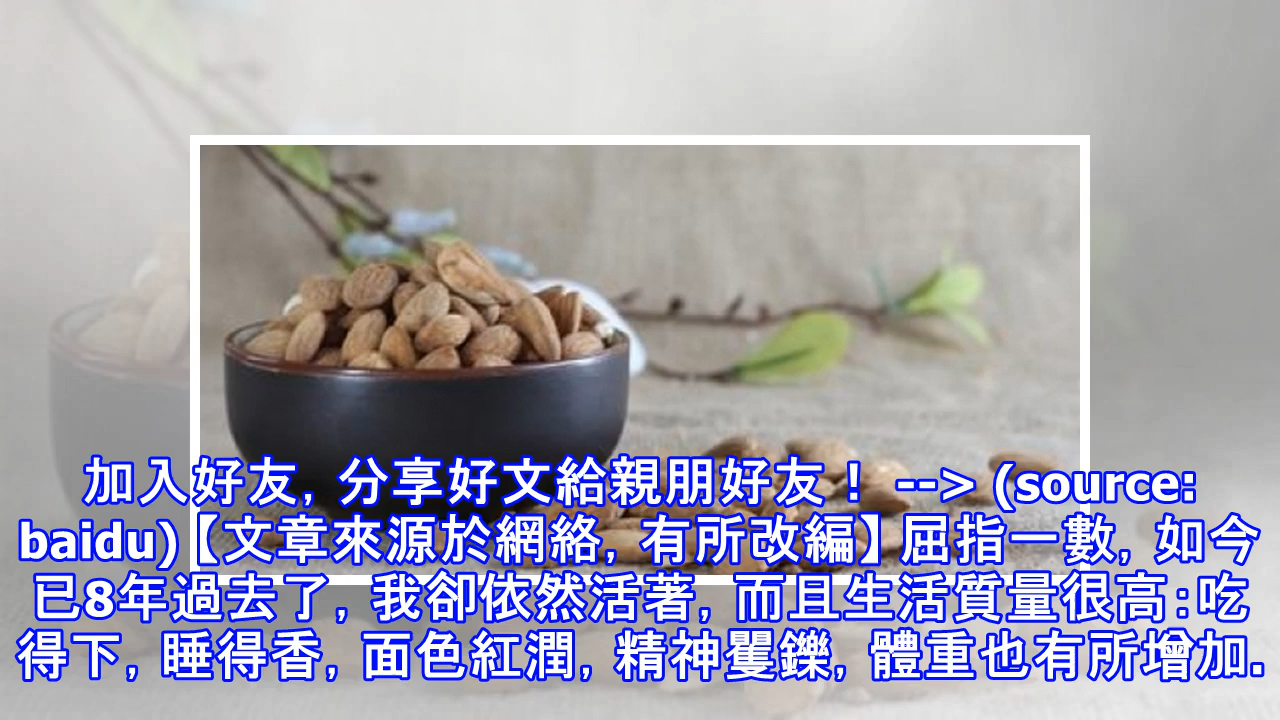 加入好友, 分享好文給親朋好友！ --> (source:
baidu)【文章來源於網絡, 有所改編】屈指一數, 如今
已8年過去了, 我卻依然活著, 而且生活質量很高:吃
得下, 睡得香, 面色紅潤, 精神矍鑠, 體重也有所增加.